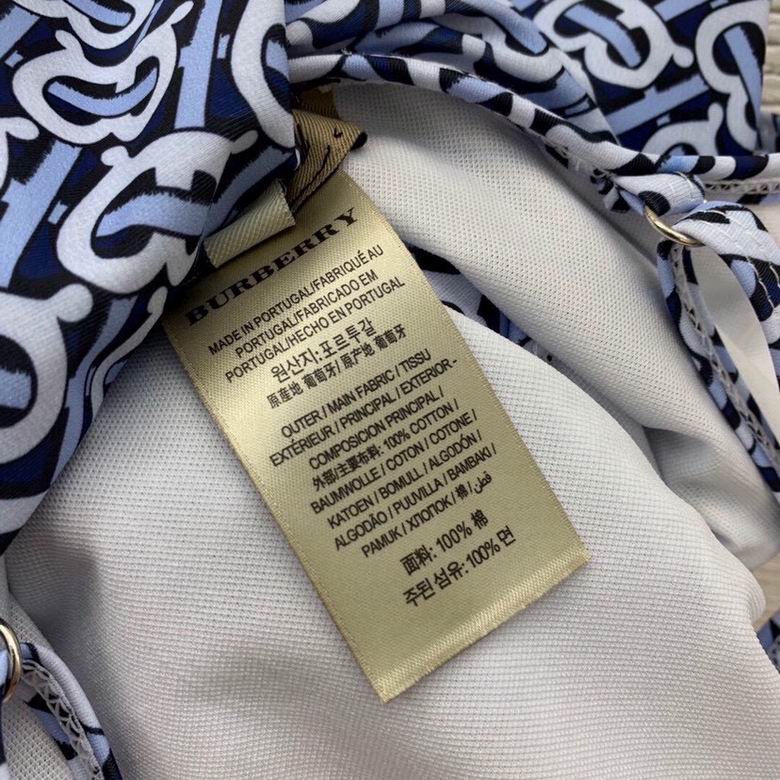 BURBERRY
MADE IN PORTUGAL/FABRIQUÉ AU
PORTUGAL/FABRICADO EM
PORTUGAL/HECHO EN PORTUGAL
원산지: 포르투갈
原産地 葡萄牙/ 原产地 葡萄牙
OUTER / MAIN FABRIC / TISSU
EXTÉRIEUR / PRINCIPAL / EXTERIOR -
COMPOSICION PRINCIPAL/
外部/主要布料: 100% COTTON/
BAUMWOLLE / COTON / COTONE /
KATOEN / BOMULL / ALGODÓN /
ALGODÃO / PUUVILLA / BAMBAKI /
PAMUK / ХЛОПОК / 棉 / قطن
面料: 100% 棉
주된 섬유: 100% 면